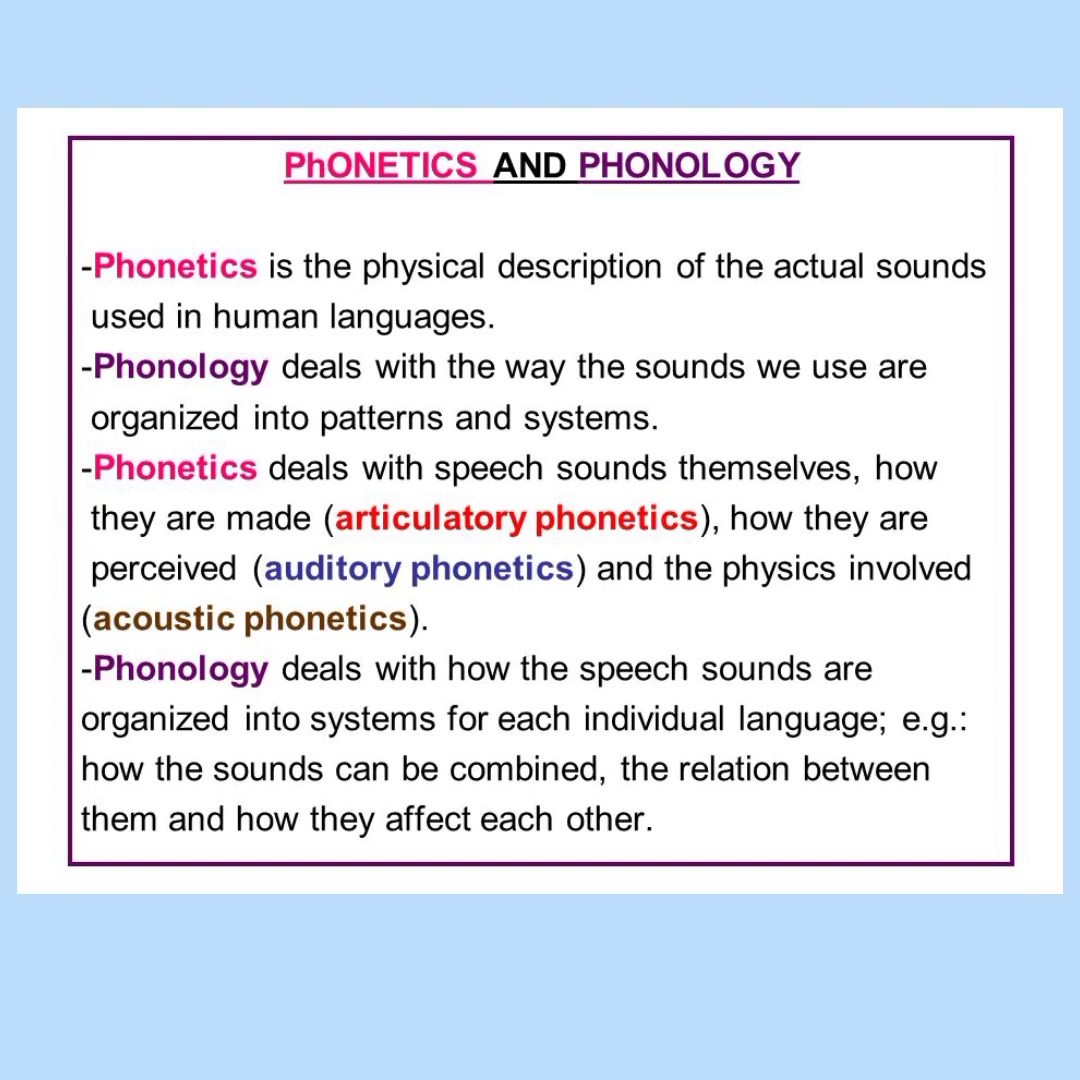 PhONETICS AND PHONOLOGY
-Phonetics is the physical description of the actual sounds
used in human languages.
-Phonology deals with the way the sounds we use are
organized into patterns and systems.
-Phonetics deals with speech sounds themselves, how
they are made (articulatory phonetics), how they are
perceived (auditory phonetics) and the physics involved
(acoustic phonetics).
-Phonology deals with how the speech sounds are
organized into systems for each individual language; e.g.:
how the sounds can be combined, the relation between
them and how they affect each other.